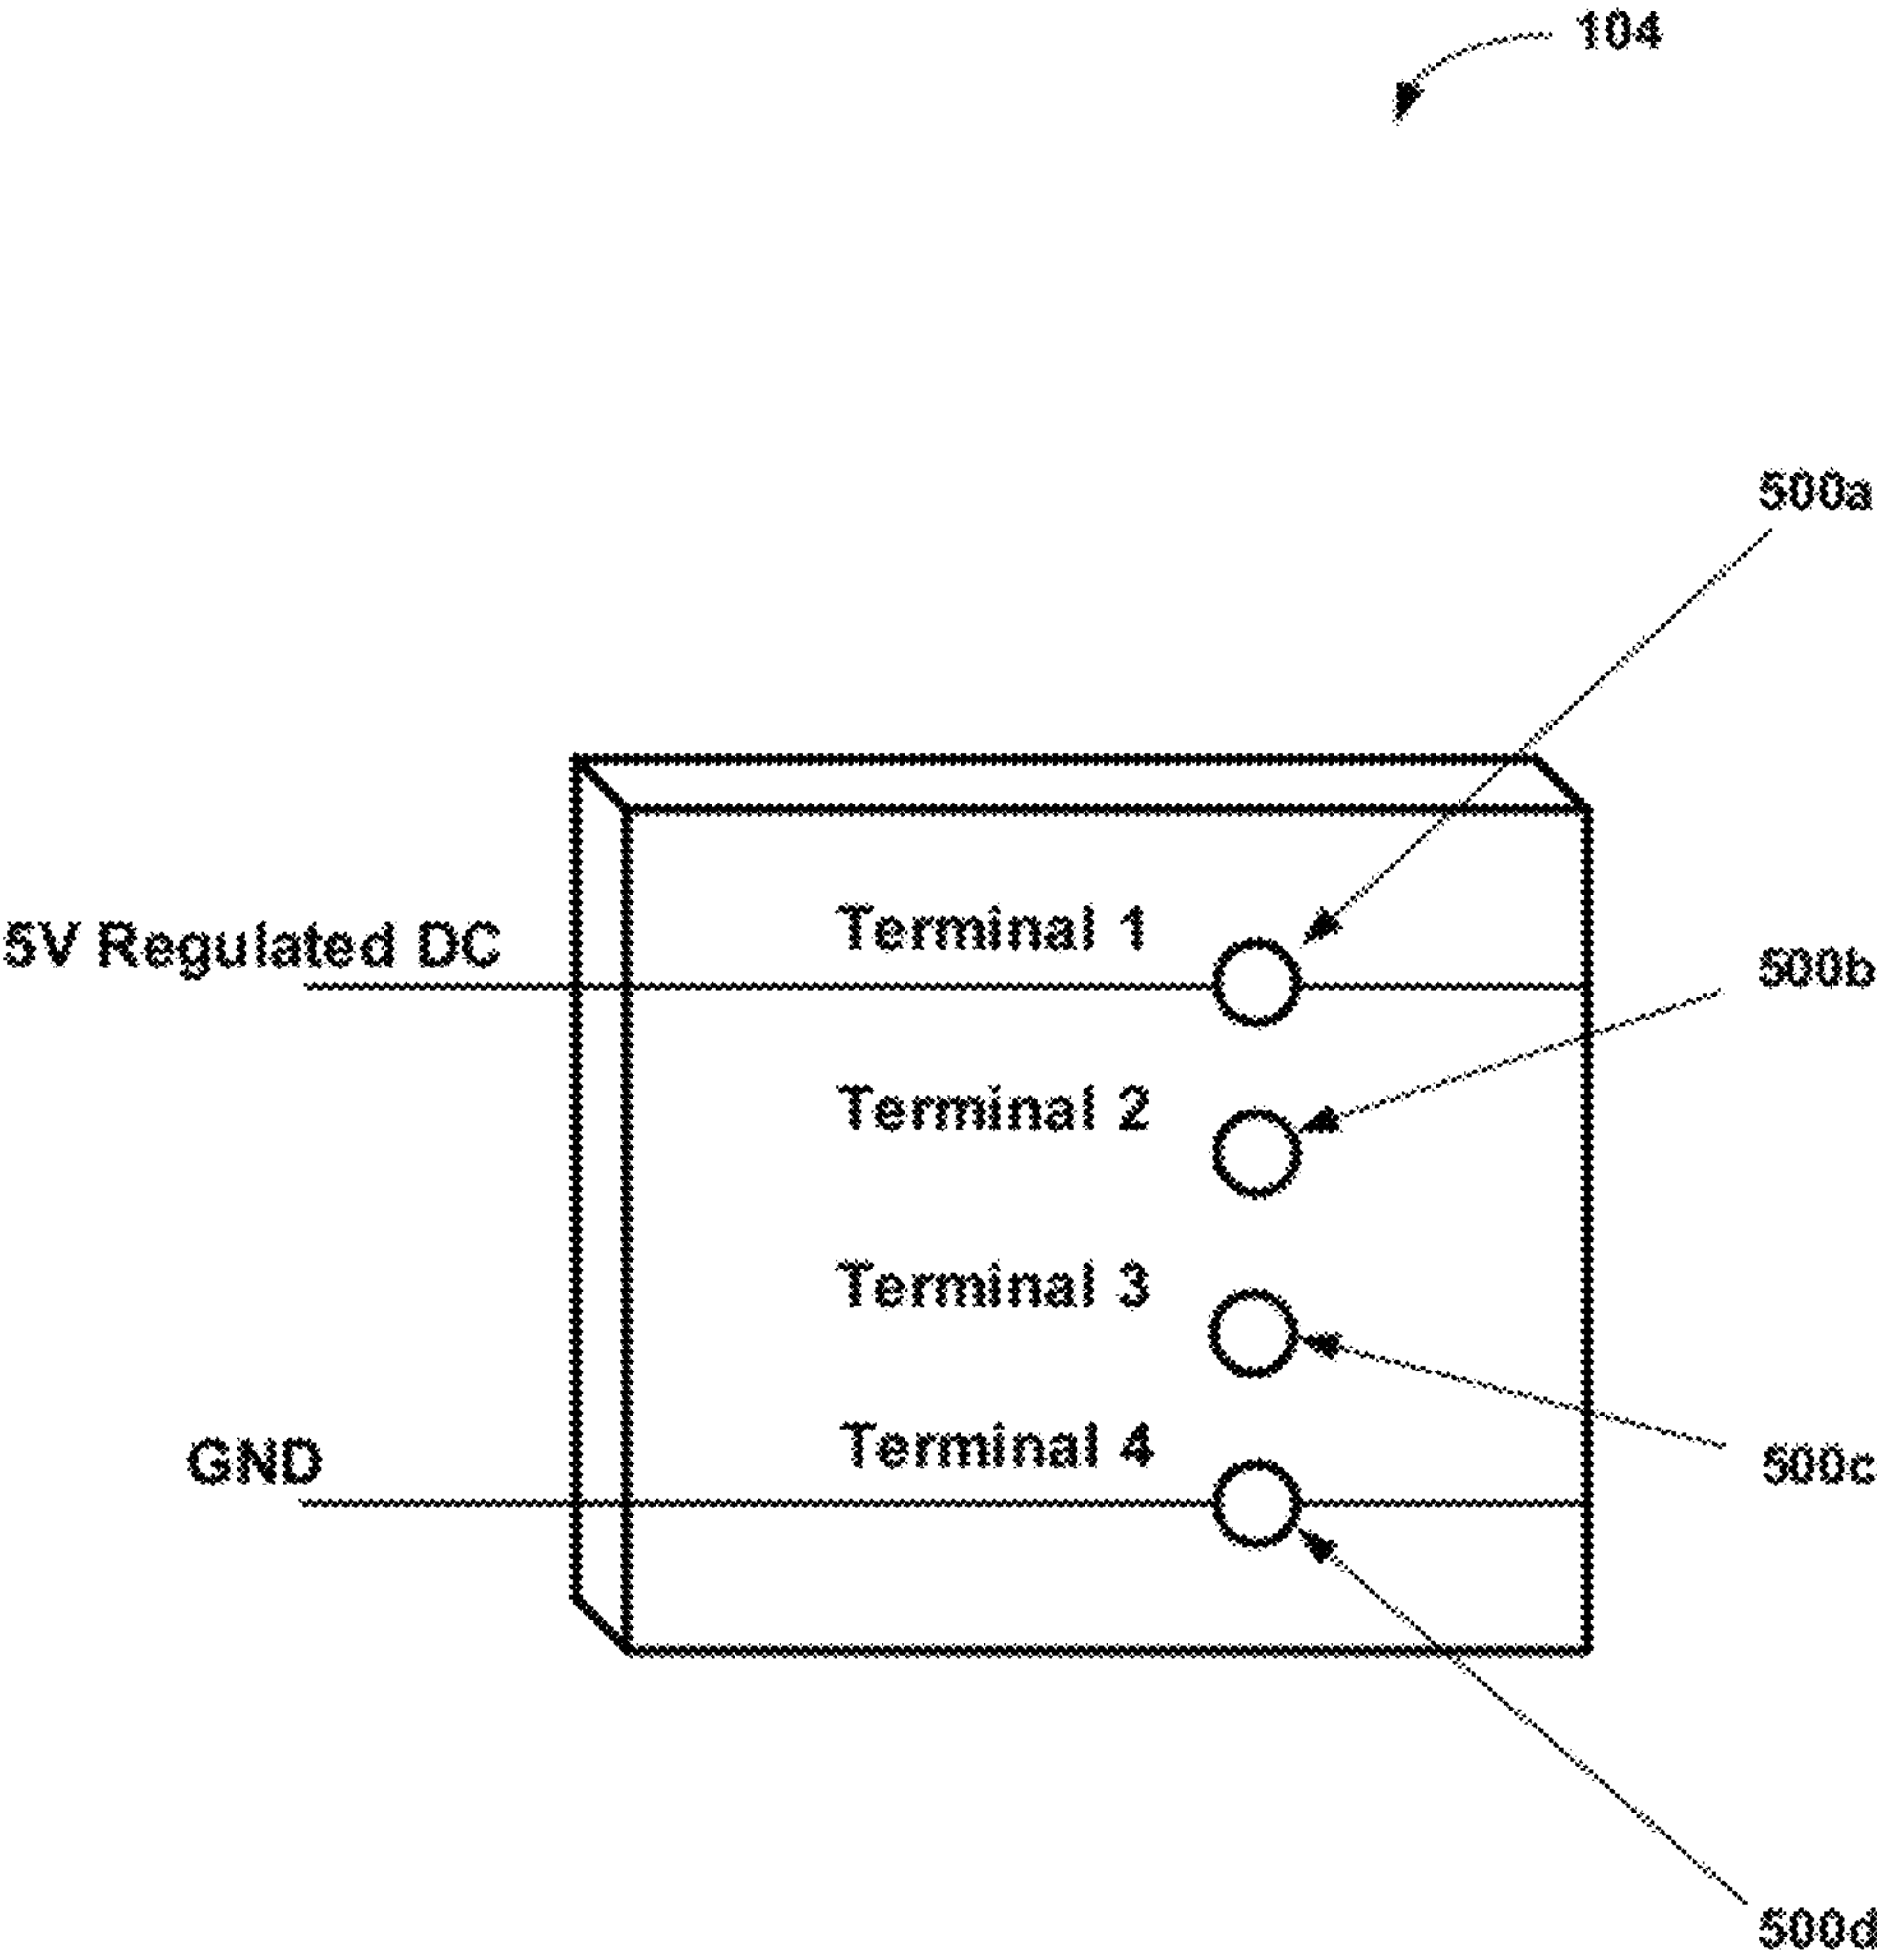 104
500a
Terminal 1
5V Regulated DC
500b
Terminal 2
Terminal 3
Terminal 4
GND
500c
500d